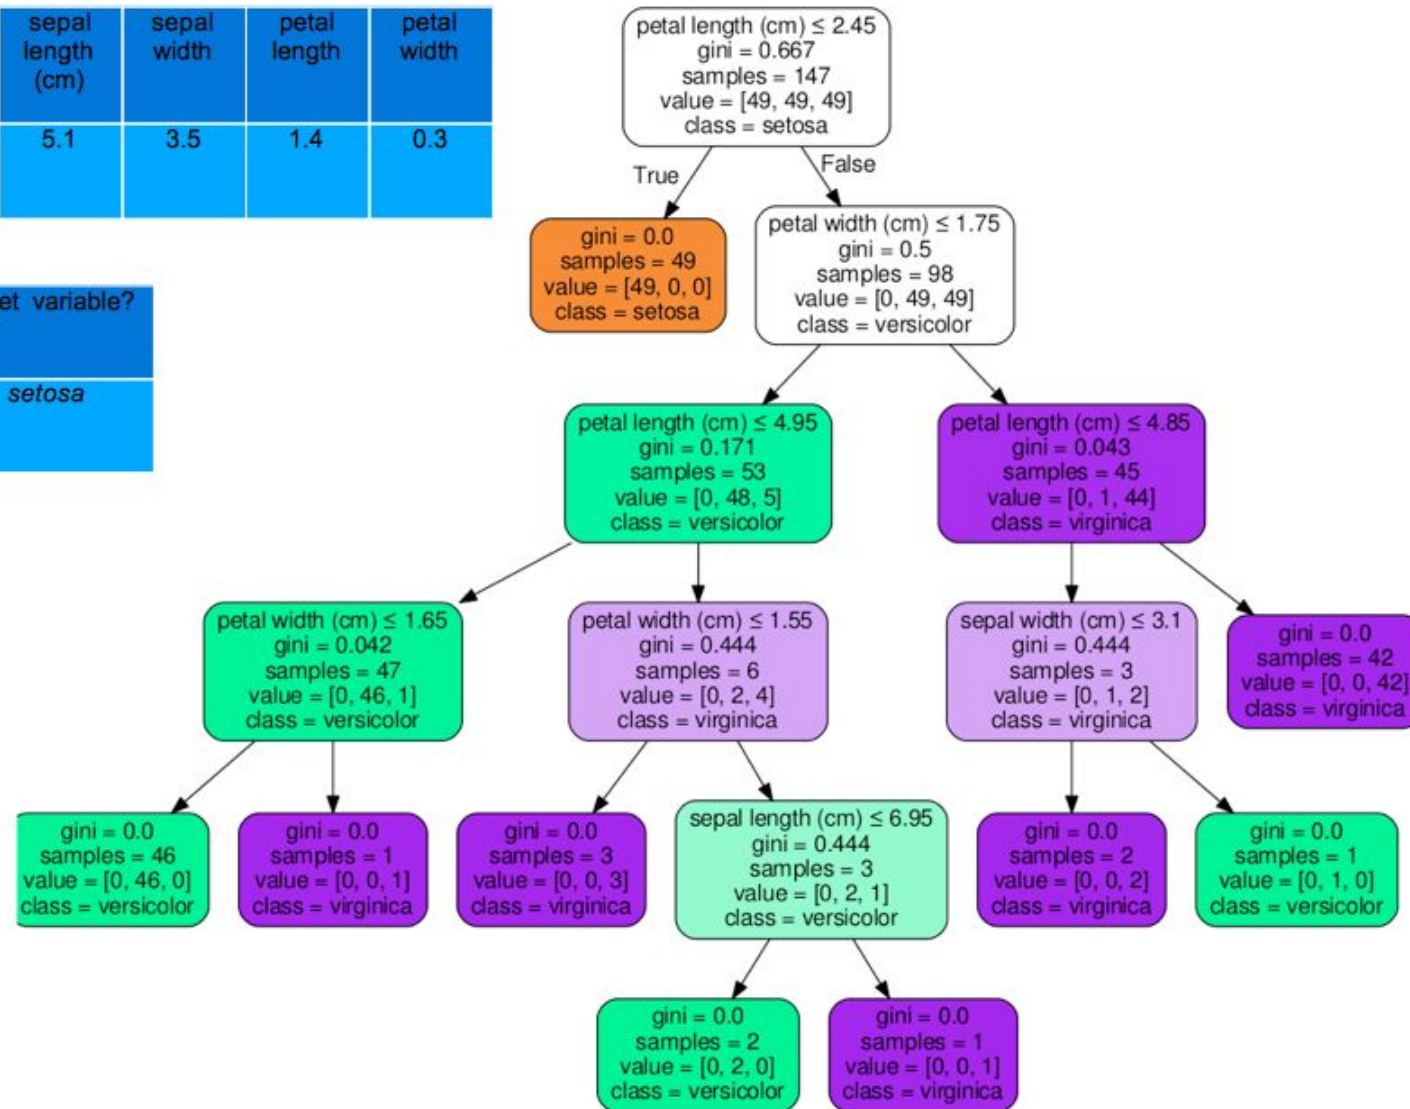 sepal length (cm)
sepal width
petal length
petal width
5.1
3.5
1.4
0.3
et variable?
setosa
petal length (cm) ≤ 2.45
gini = 0.667
samples = 147
value = [49, 49, 49]
class = setosa
True
False
gini = 0.0
samples = 49
value = [49, 0, 0]
class = setosa
petal width (cm) ≤ 1.75
gini = 0.5
samples = 98
value = [0, 49, 49]
class = versicolor
petal length (cm) ≤ 4.95
gini = 0.171
samples = 53
value = [0, 48, 5]
class = versicolor
petal length (cm) ≤ 4.85
gini = 0.043
samples = 45
value = [0, 1, 44]
class = virginica
petal width (cm) ≤ 1.65
gini = 0.042
samples = 47
value = [0, 46, 1]
class = versicolor
petal width (cm) ≤ 1.55
gini = 0.444
samples = 6
value = [0, 2, 4]
class = virginica
sepal width (cm) ≤ 3.1
gini = 0.444
samples = 3
value = [0, 1, 2]
class = virginica
gini = 0.0
samples = 42
value = [0, 0, 42]
class = virginica
gini = 0.0
samples = 46
value = [0, 46, 0]
class = versicolor
gini = 0.0
samples = 1
value = [0, 0, 1]
class = virginica
gini = 0.0
samples = 3
value = [0, 0, 3]
class = virginica
sepal length (cm) ≤ 6.95
gini = 0.444
samples = 3
value = [0, 2, 1]
class = versicolor
gini = 0.0
samples = 2
value = [0, 0, 2]
class = virginica
gini = 0.0
samples = 1
value = [0, 1, 0]
class = versicolor
gini = 0.0
samples = 2
value = [0, 2, 0]
class = versicolor
gini = 0.0
samples = 1
value = [0, 0, 1]
class = virginica